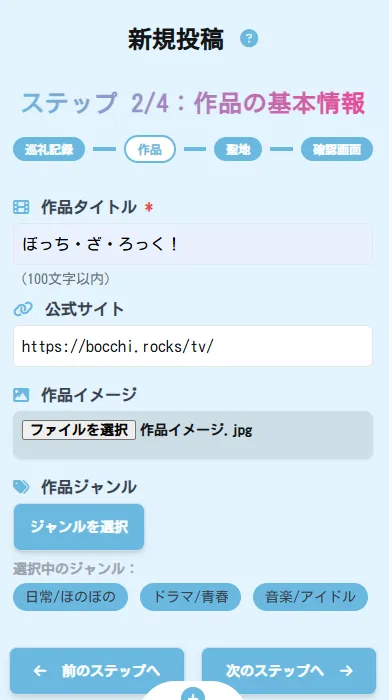 新規投稿 ?
ステップ 2/4：作品の基本情報
巡礼記録 作品 聖地 確認画面
作品タイトル *
ぼっち・ざ・ろっく！
(100文字以内)
公式サイト
https://bocchi.rocks/tv/
作品イメージ
ファイルを選択 作品イメージ.jpg
作品ジャンル
ジャンルを選択
選択中のジャンル：
日常/ほのぼの ドラマ/青春 音楽/アイドル
← 前のステップへ 次のステップへ →
+